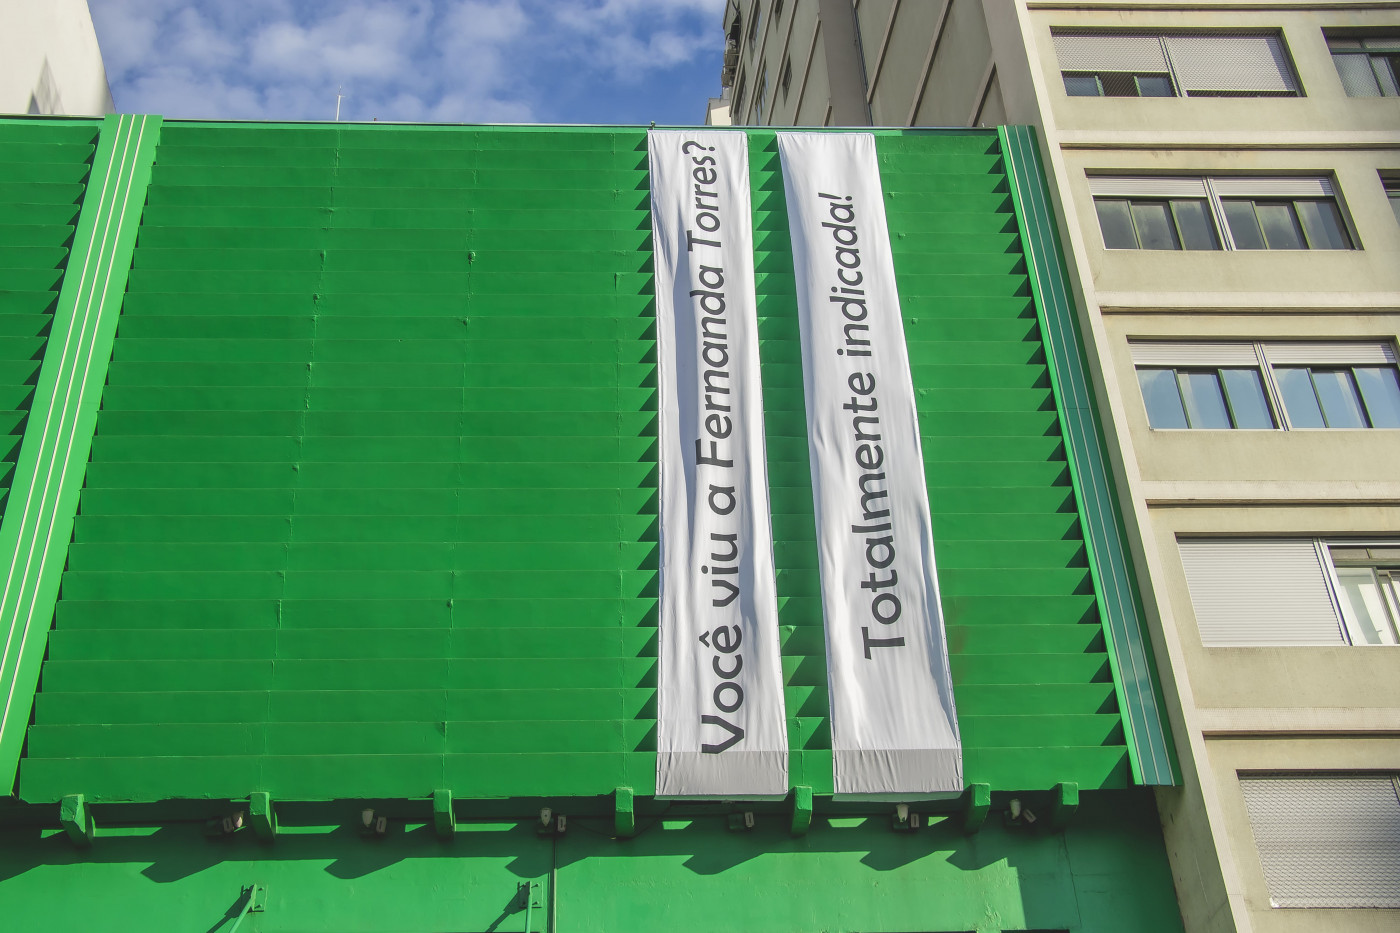 Você viu a Fernanda Torres?
Totalmente indicada!